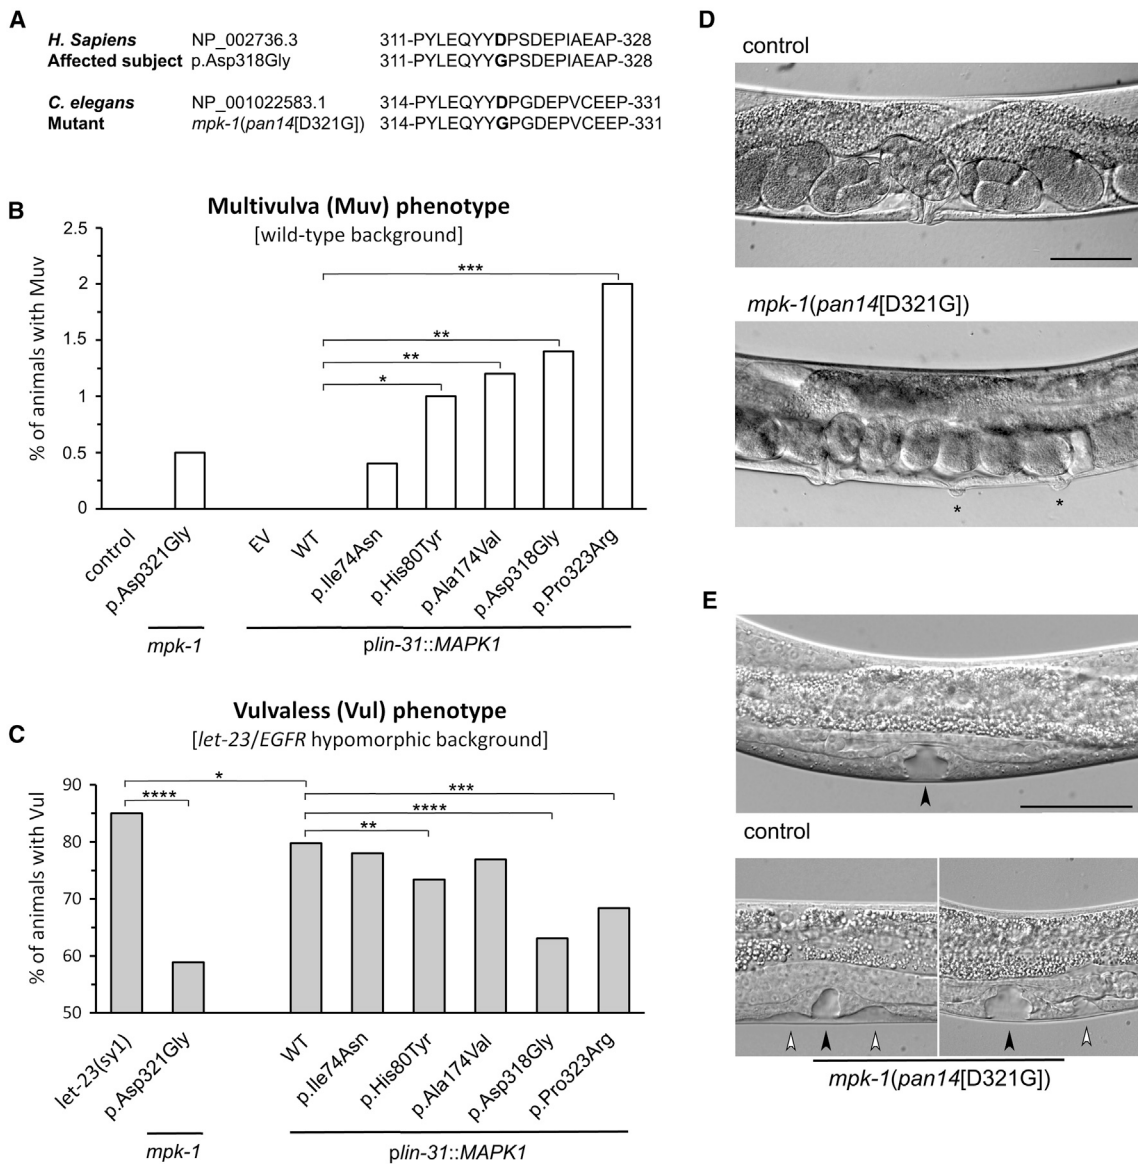 A
H. Sapiens NP_002736.3 311-PYLEQYYDPSDEPIAEAP-328
Affected subject p.Asp318Gly 311-PYLEQYYGPSDEPIAEAP-328
C. elegans NP_001022583.1 314-PYLEQYYDPGDEPVCEEP-331
Mutant mpk-1(pan14[D321G]) 314-PYLEQYYGPGDEPVCEEP-331
B
Multivulva (Muv) phenotype
[wild-type background]
% of animals with Muv
2.5
2
1.5
1
0.5
0
***
**
**
*
control
p.Asp321Gly
EV
WT
p.Ile74Asn
p.His80Tyr
p.Ala174Val
p.Asp318Gly
p.Pro323Arg
mpk-1
plin-31::MAPK1
C
Vulvaless (Vul) phenotype
[let-23/EGFR hypomorphic background]
% of animals with Vul
90
80
70
60
50
*
****
***
****
**
let-23(sy1)
p.Asp321Gly
WT
p.Ile74Asn
p.His80Tyr
p.Ala174Val
p.Asp318Gly
p.Pro323Arg
mpk-1
plin-31::MAPK1
D
control
mpk-1(pan14[D321G])
*
*
E
control
mpk-1(pan14[D321G])